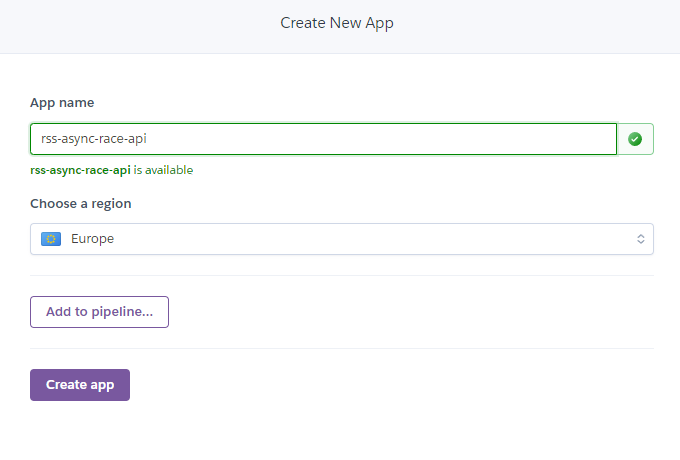 Create New App
App name
rss-async-race-api
rss-async-race-api is available
Choose a region
Europe
Add to pipeline...
Create app